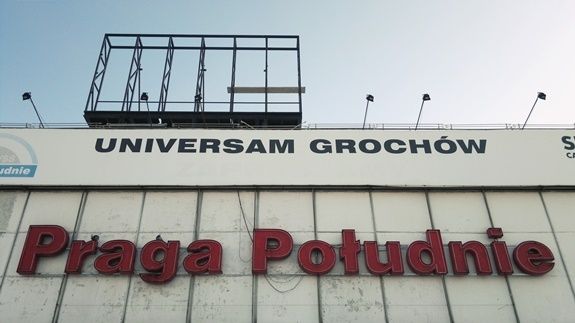 UNIVERSAM GROCHÓW
Praga Południe